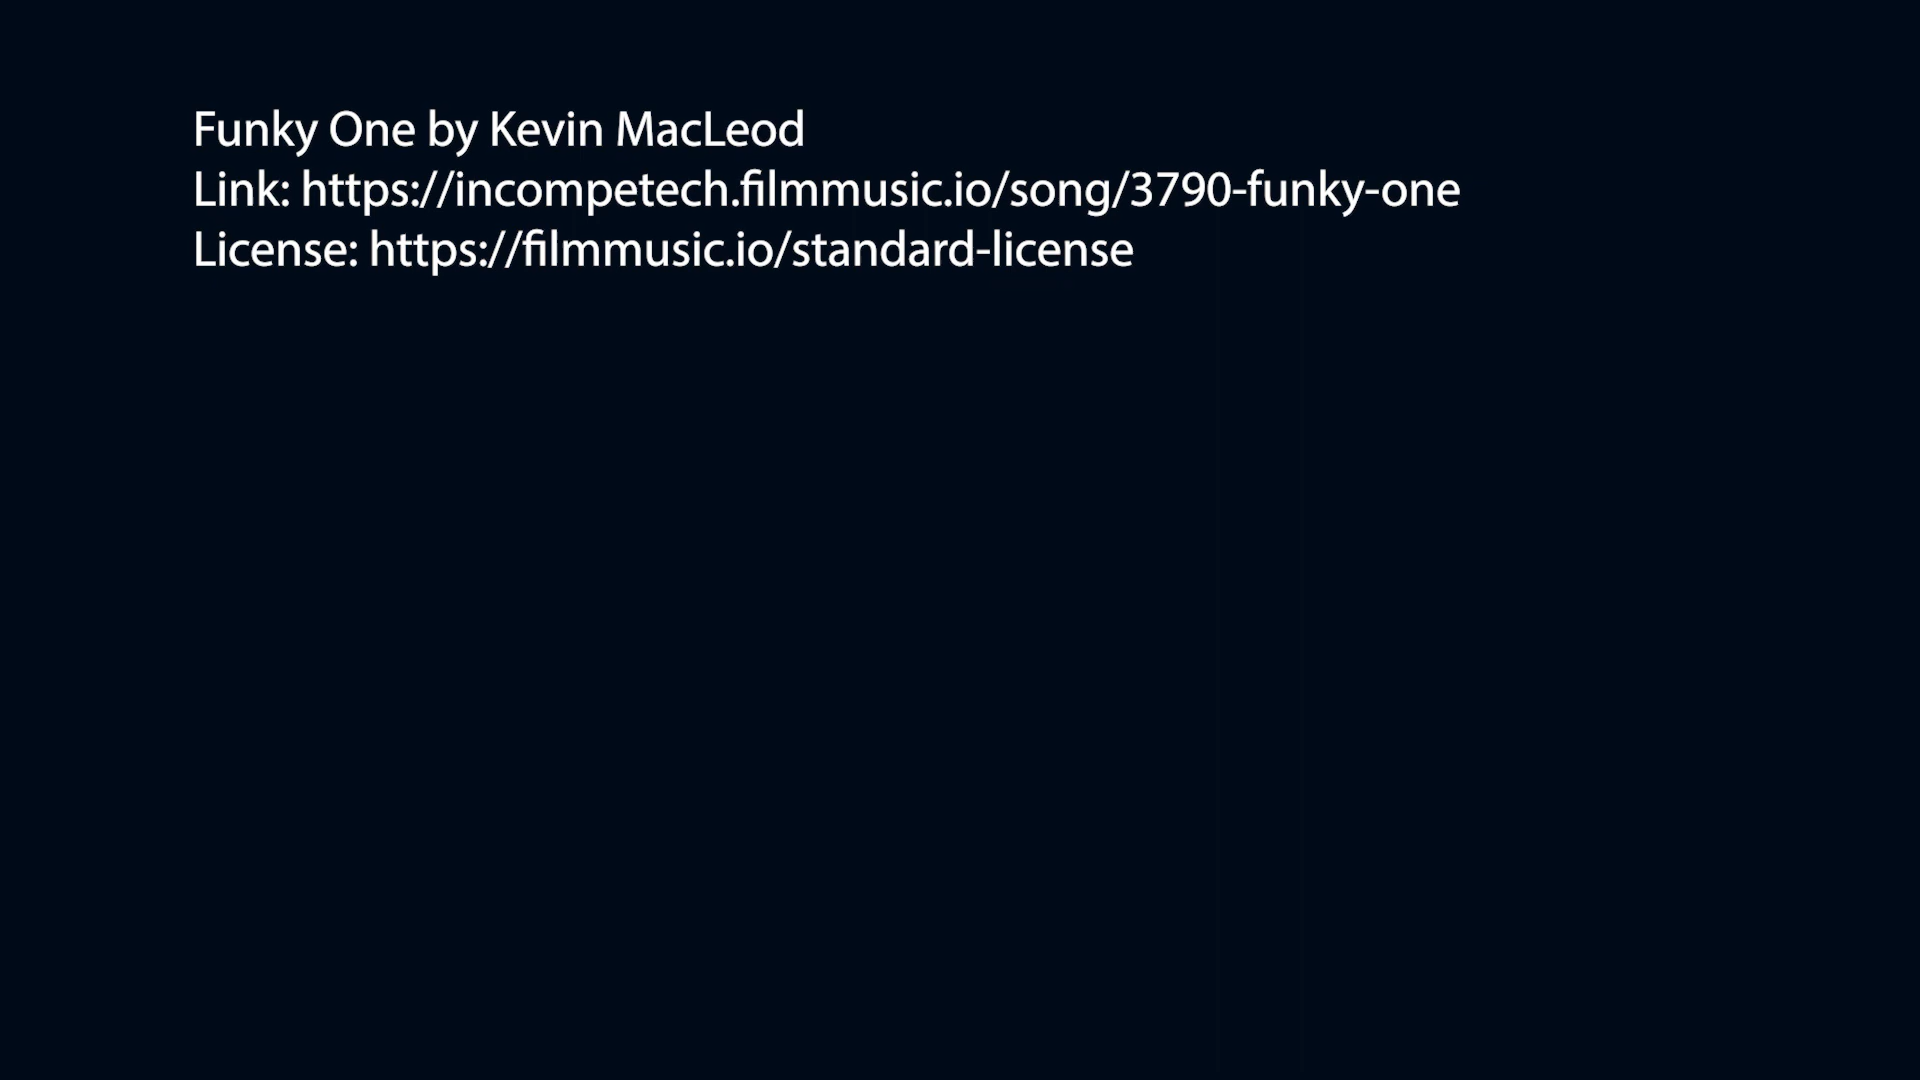 Funky One by Kevin MacLeod
Link: https://incompetech.filmmusic.io/song/3790-funky-one
License: https://filmmusic.io/standard-license